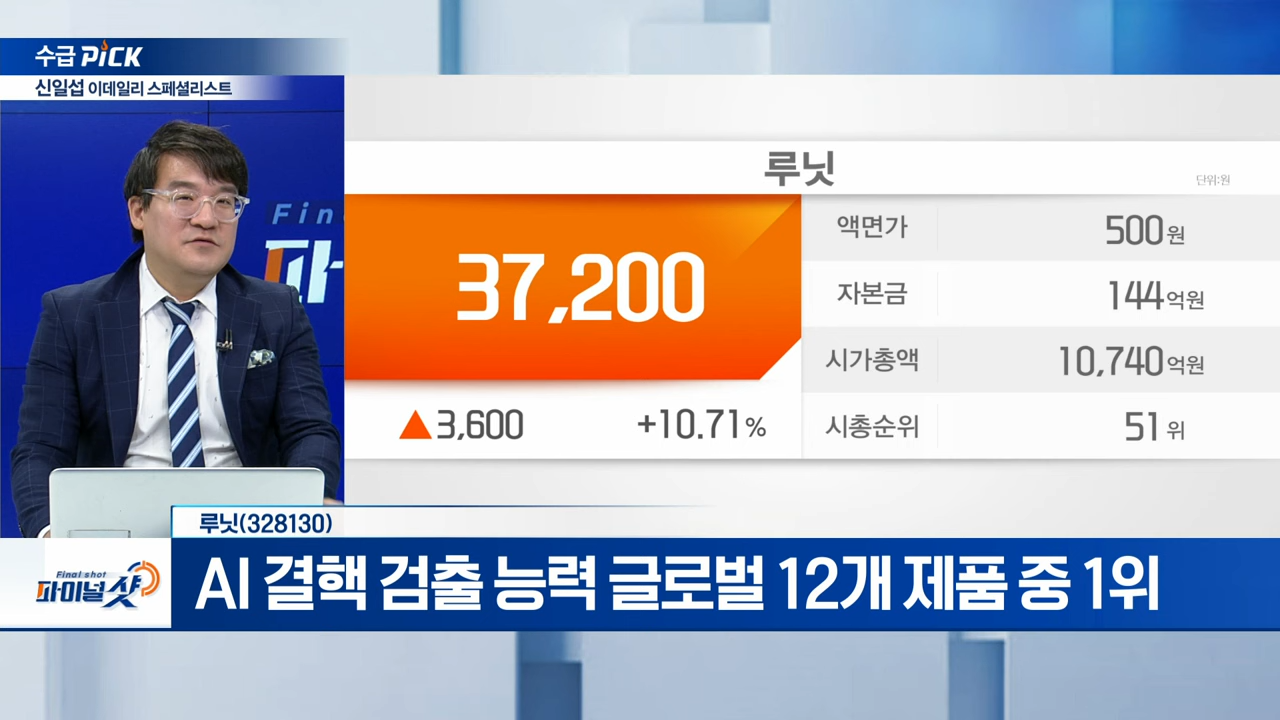 수급 PiCK
신일섭 이데일리 스페셜리스트
Fin
파
루닛
단위:원
37,200
▲3,600 +10.71%
액면가 500원
자본금 144억원
시가총액 10,740억원
시총순위 51위
루닛(328130)
Final shot
파이널샷
AI 결핵 검출 능력 글로벌 12개 제품 중 1위